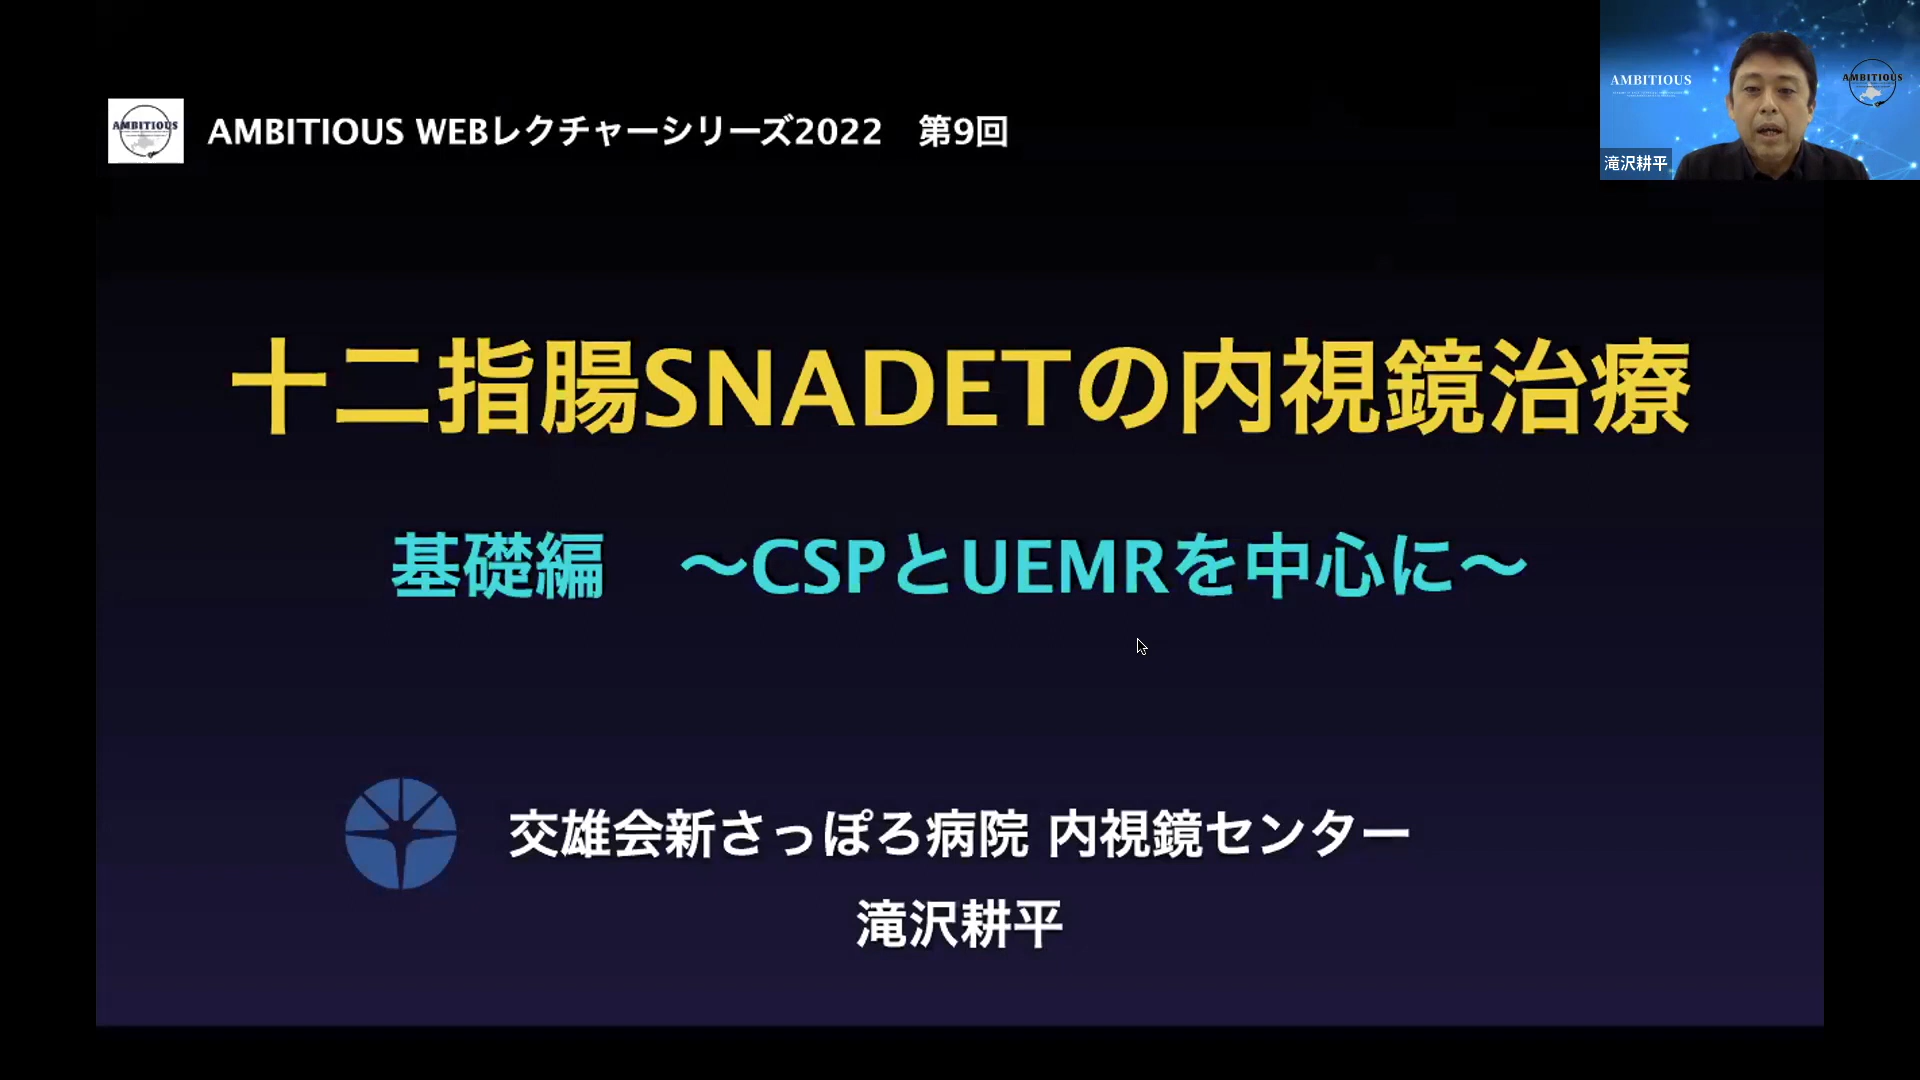 AMBITIOUS
AMBITIOUS WEBレクチャーシリーズ2022　第9回
AMBITIOUS
AMBITIOUS
滝沢耕平
十二指腸SNADETの内視鏡治療
基礎編　～CSPとUEMRを中心に～
交雄会新さっぽろ病院 内視鏡センター
滝沢耕平